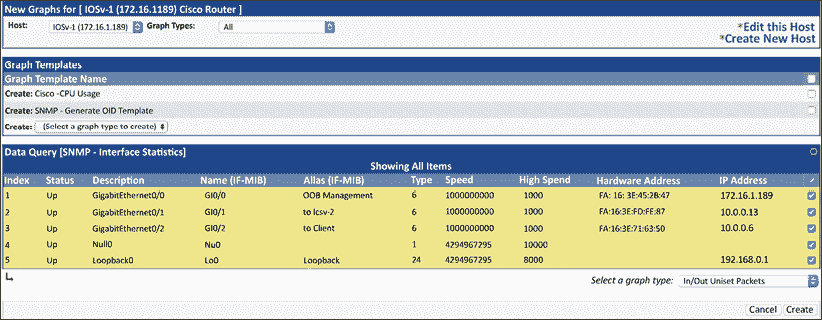 New Graphs for [ IOSv-1 (172.16.1189) Cisco Router ]
Host: IOSv-1 (172.16.1.189) Graph Types: All
*Edit this Host
*Create New Host
Graph Templates
Graph Template Name
Create: Cisco -CPU Usage
Create: SNMP - Generate OID Template
Create: (Select a graph type to create)
Data Query [SNMP - Interface Statistics]
Showing All Items
Index Status Description Name (IF-MIB) Allas (IF-MIB) Type Speed High Spend Hardware Address IP Address
1 Up GigabitEthernet0/0 GI0/0 OOB Management 6 1000000000 1000 FA: 16: 3E:45:2B:47 172.16.1.189
2 Up GigabitEthernet0/1 GI0/1 to lcsv-2 6 1000000000 1000 FA:16:3E:FD:FE:87 10.0.0.13
3 Up GigabitEthernet0/2 GI0/2 to Client 6 1000000000 1000 FA:16:3E:71:63:50 10.0.0.6
4 Up Null0 Nu0 1 4294967295 10000
5 Up Loopback0 Lo0 Loopback 24 4294967295 8000 192.168.0.1
Select a graph type: In/Out Uniset Packets
Cancel Create